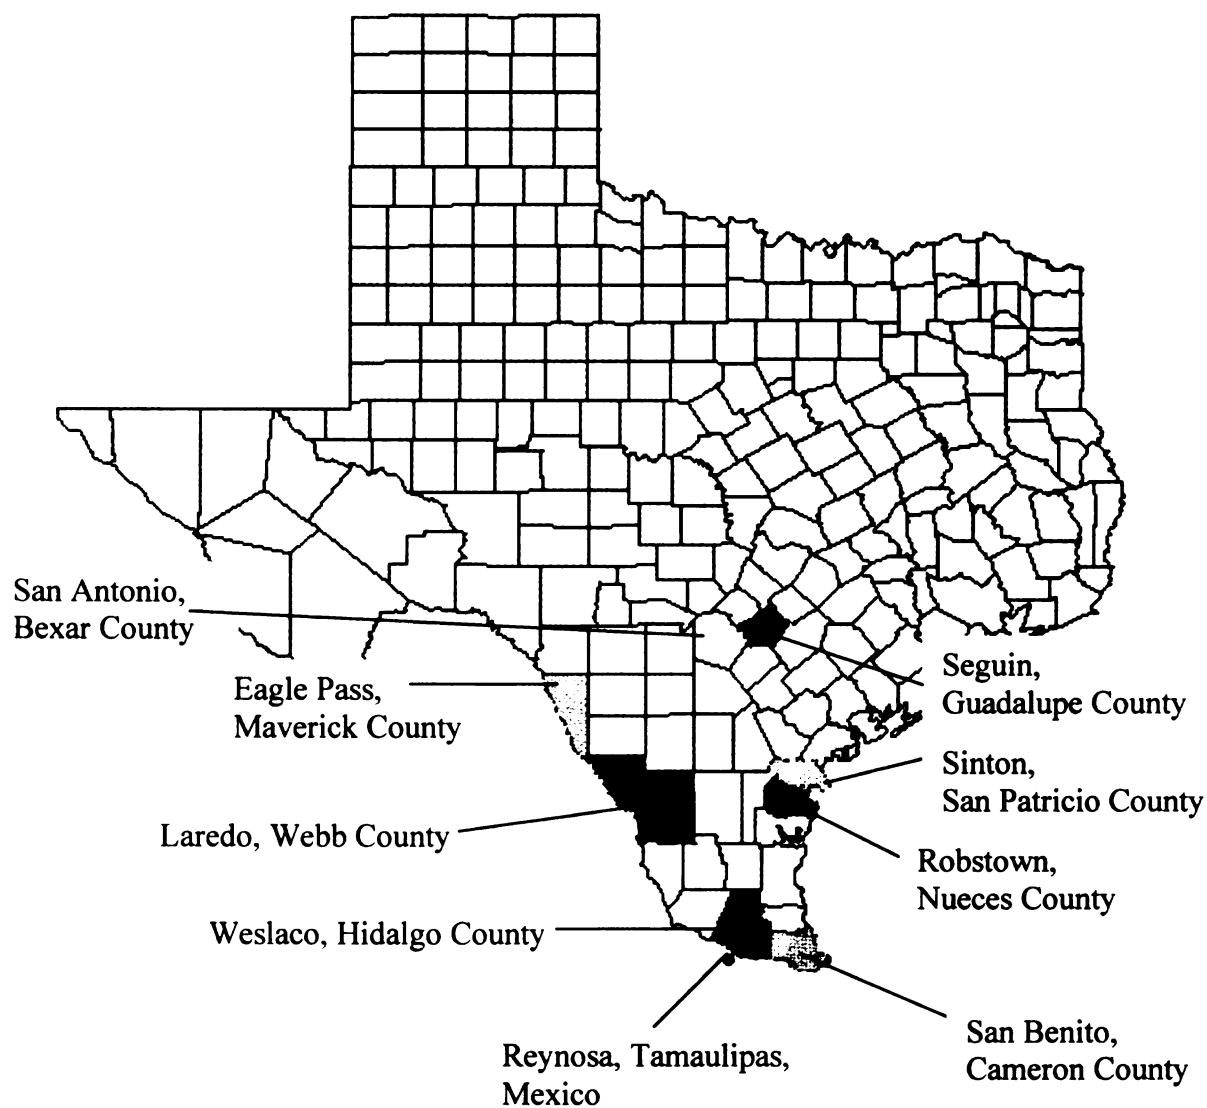 San Antonio,
Bexar County
Eagle Pass,
Maverick County
Seguin,
Guadalupe County
Sinton,
San Patricio County
Laredo, Webb County
Robstown,
Nueces County
Weslaco, Hidalgo County
San Benito,
Cameron County
Reynosa, Tamaulipas,
Mexico